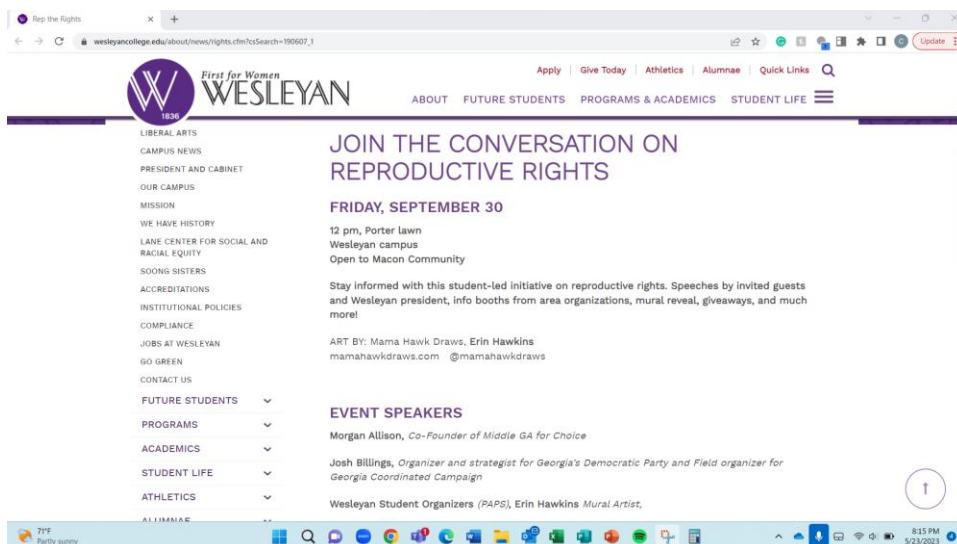 Rep the Rights
wesleyancollege.edu/about/news/rights.cfm?csSearch=190607_1
Update
First for Women
WESLEYAN
1836
Apply
Give Today
Athletics
Alumnae
Quick Links
ABOUT
FUTURE STUDENTS
PROGRAMS & ACADEMICS
STUDENT LIFE
LIBERAL ARTS
CAMPUS NEWS
PRESIDENT AND CABINET
OUR CAMPUS
MISSION
WE HAVE HISTORY
LANE CENTER FOR SOCIAL AND
RACIAL EQUITY
SOONG SISTERS
ACCREDITATIONS
INSTITUTIONAL POLICIES
COMPLIANCE
JOBS AT WESLEYAN
GO GREEN
CONTACT US
FUTURE STUDENTS
PROGRAMS
ACADEMICS
STUDENT LIFE
ATHLETICS
ALUMNAE
JOIN THE CONVERSATION ON
REPRODUCTIVE RIGHTS
FRIDAY, SEPTEMBER 30
12 pm, Porter lawn
Wesleyan campus
Open to Macon Community
Stay informed with this student-led initiative on reproductive rights. Speeches by invited guests
and Wesleyan president, info booths from area organizations, mural reveal, giveaways, and much
more!
ART BY: Mama Hawk Draws, Erin Hawkins
mamahawkdraws.com @mamahawkdraws
EVENT SPEAKERS
Morgan Allison, Co-Founder of Middle GA for Choice
Josh Billings, Organizer and strategist for Georgia's Democratic Party and Field organizer for
Georgia Coordinated Campaign
Wesleyan Student Organizers (PAPS), Erin Hawkins Mural Artist,
71°F
Partly sunny
8:15 PM
5/23/2023